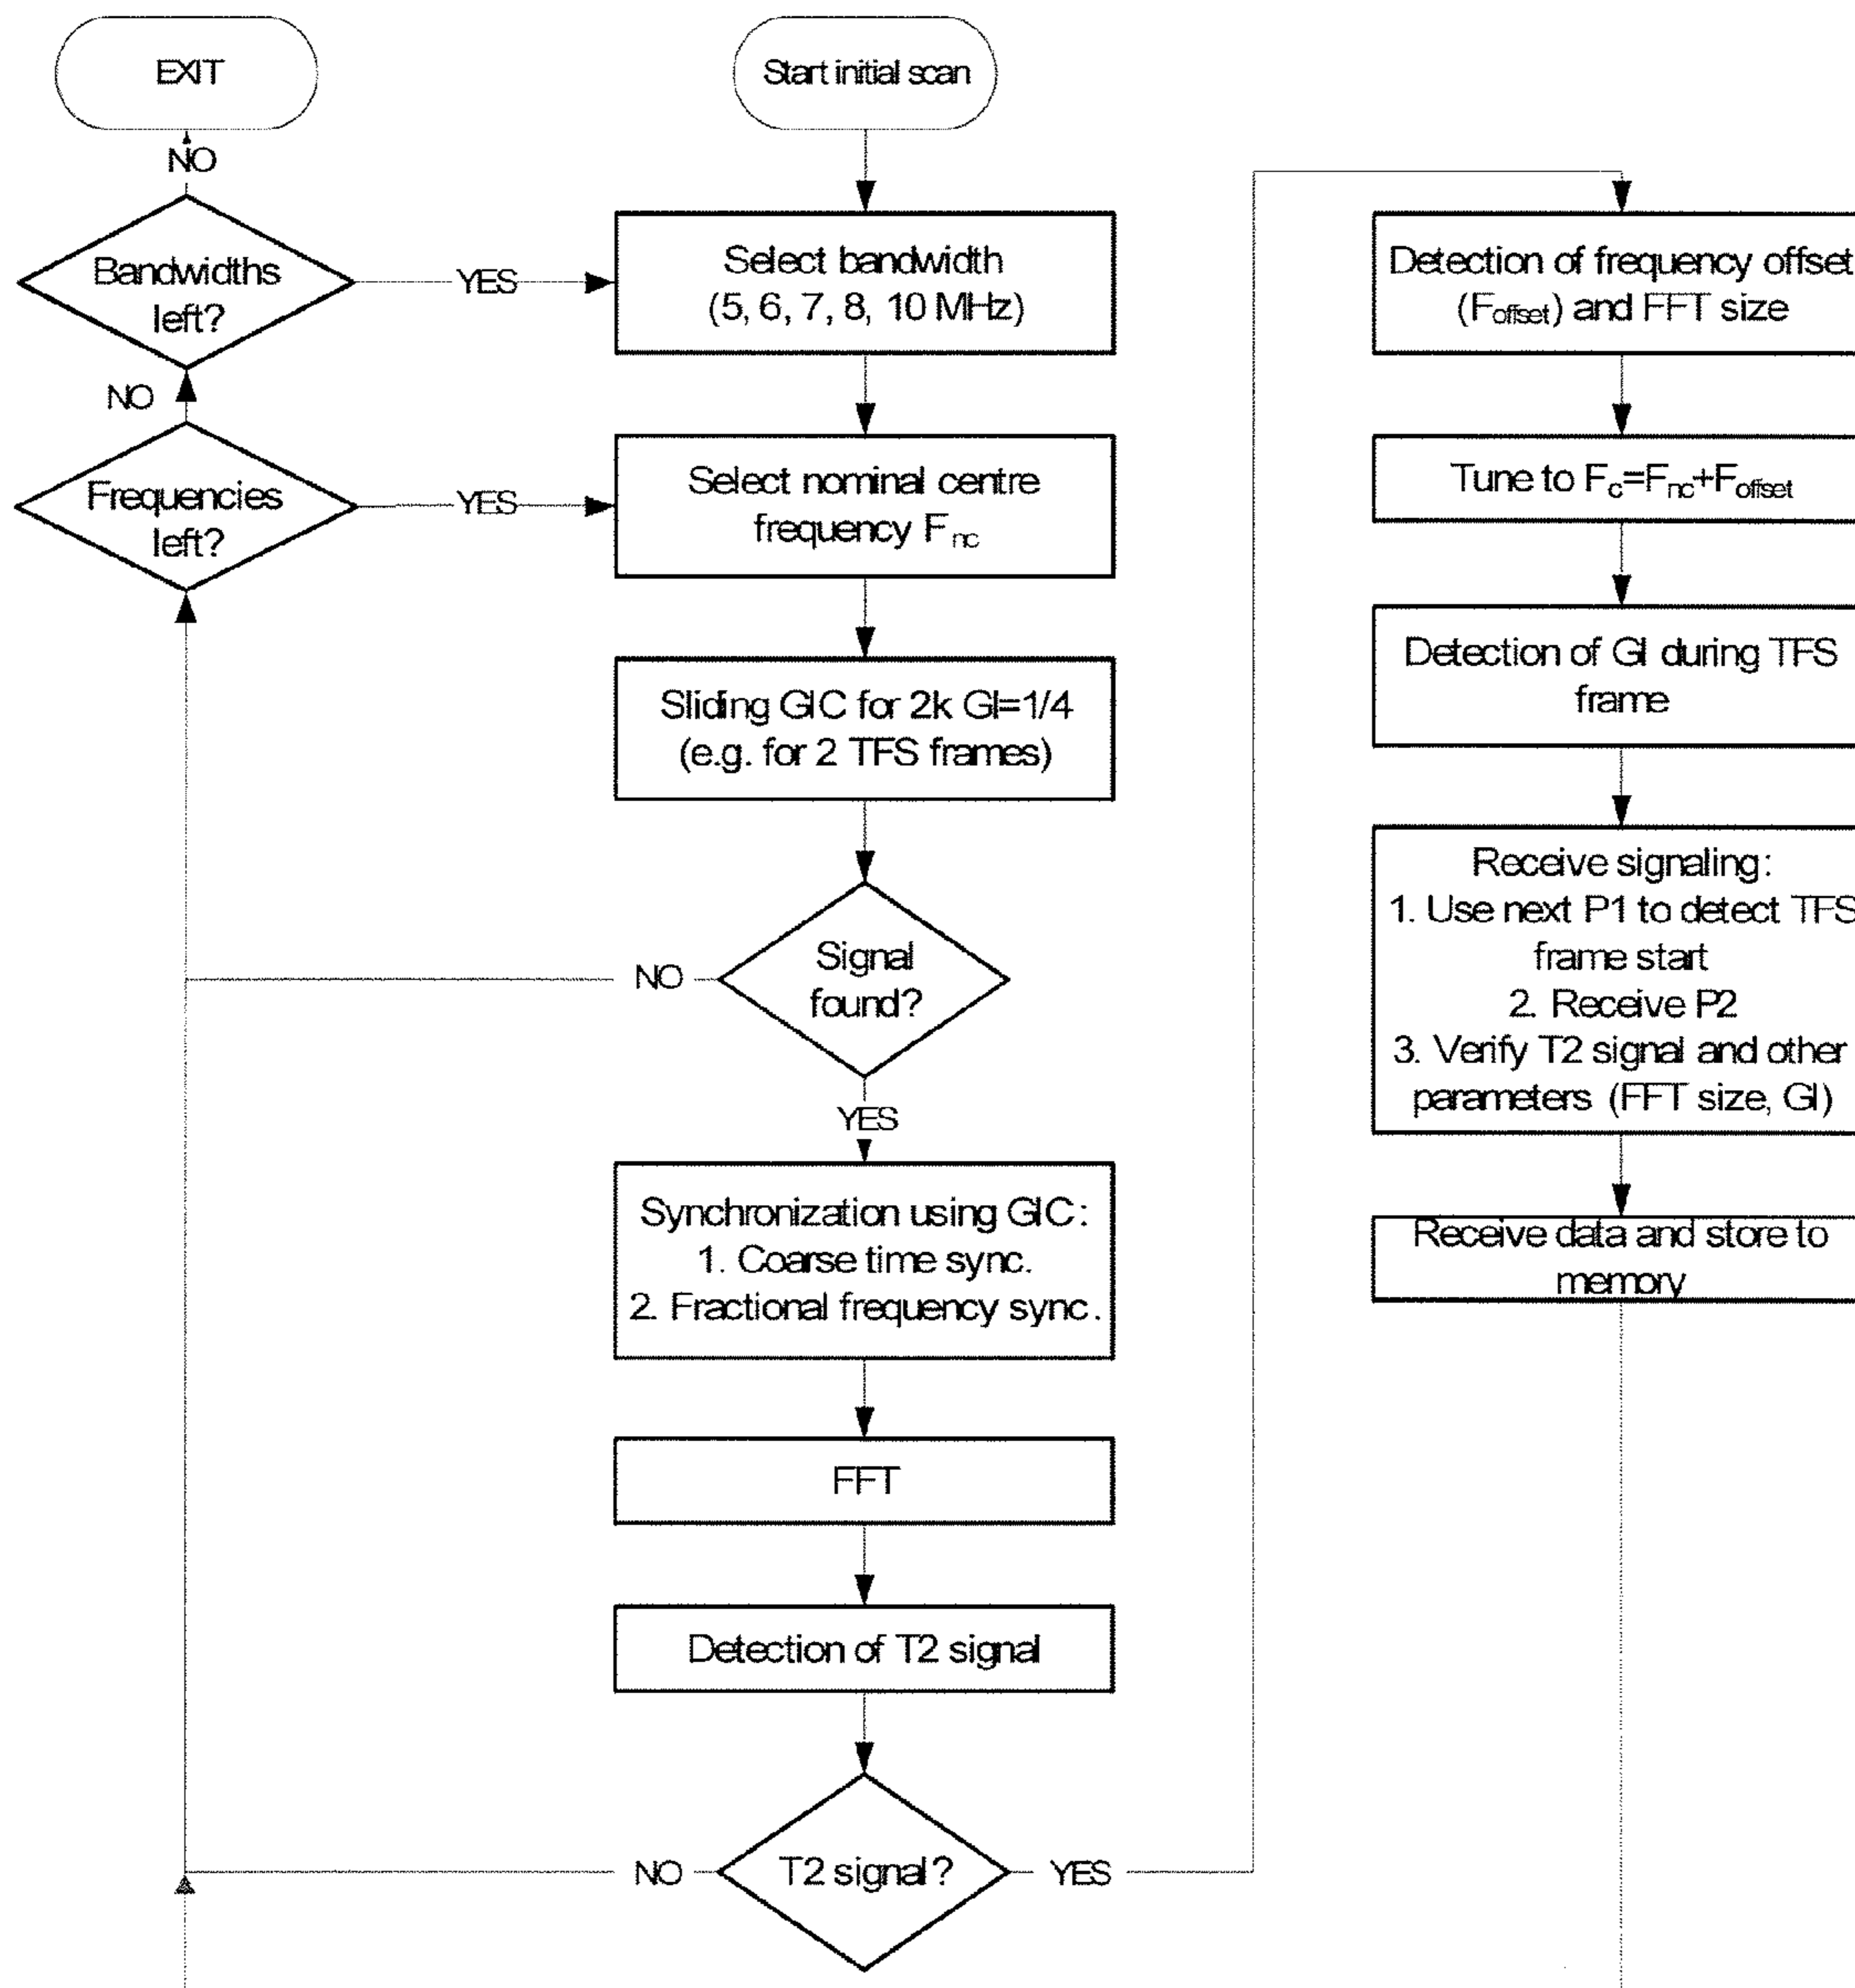 EXIT
Start initial scan
NO
Bandwidths
left?
YES
Select bandwidth
(5, 6, 7, 8, 10 MHz)
NO
Frequencies
left?
YES
Select nominal centre
frequency Fnc
Sliding GIC for 2k GI=1/4
(e.g. for 2 TFS frames)
Signal
found?
NO
YES
Synchronization using GIC:
1. Coarse time sync.
2. Fractional frequency sync.
FFT
Detection of T2 signal
T2 signal?
NO
YES
Detection of frequency offset
(Foffset) and FFT size
Tune to Fc=Fnc+Foffset
Detection of GI during TFS
frame
Receive signaling:
1. Use next P1 to detect TFS
frame start
2. Receive P2
3. Verify T2 signal and other
parameters (FFT size, GI)
Receive data and store to
memory